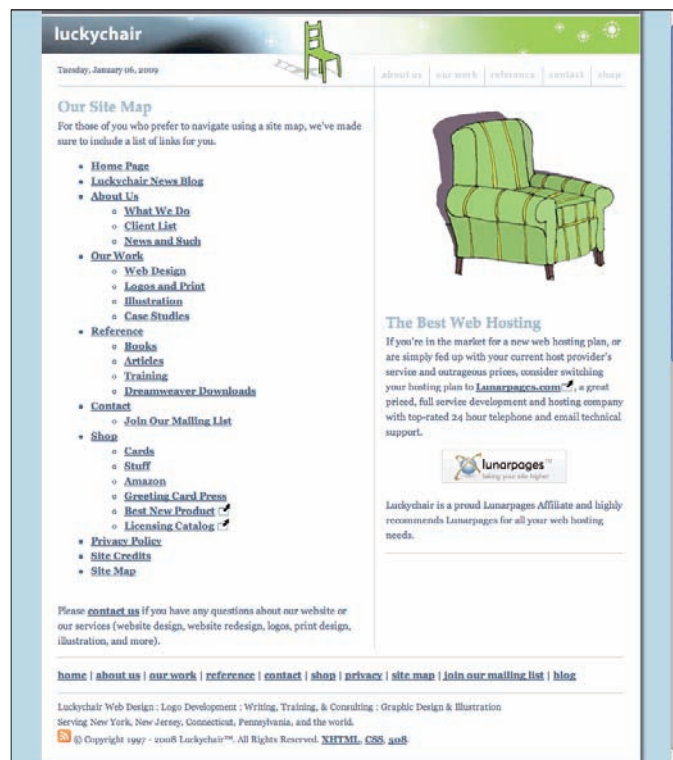 luckychair
Tuesday, January 06, 2009
about us | our work | reference | contact | shop
Our Site Map
For those of you who prefer to navigate using a site map, we've made
sure to include a list of links for you.
Home Page
Luckychair News Blog
About Us
What We Do
Client List
News and Such
Our Work
Web Design
Logos and Print
Illustration
Case Studies
Reference
Books
Articles
Training
Dreamweaver Downloads
Contact
Join Our Mailing List
Shop
Cards
Stuff
Amazon
Greeting Card Press
Best New Product
Licensing Catalog
Privacy Policy
Site Credits
Site Map
Please contact us if you have any questions about our website or
our services (website design, website redesign, logos, print design,
illustration, and more).
The Best Web Hosting
If you're in the market for a new web hosting plan, or
are simply fed up with your current host provider's
service and outrageous prices, consider switching
your hosting plan to Lunarpages.com, a great
priced, full service development and hosting company
with top-rated 24 hour telephone and email technical
support.
lunarpages™
taking your site higher
Luckychair is a proud Lunarpages Affiliate and highly
recommends Lunarpages for all your web hosting
needs.
home | about us | our work | reference | contact | shop | privacy | site map | join our mailing list | blog
Luckychair Web Design : Logo Development : Writing, Training, & Consulting : Graphic Design & Illustration
Serving New York, New Jersey, Connecticut, Pennsylvania, and the world.
© Copyright 1997 - 2008 Luckychair™. All Rights Reserved. XHTML, CSS, 508.